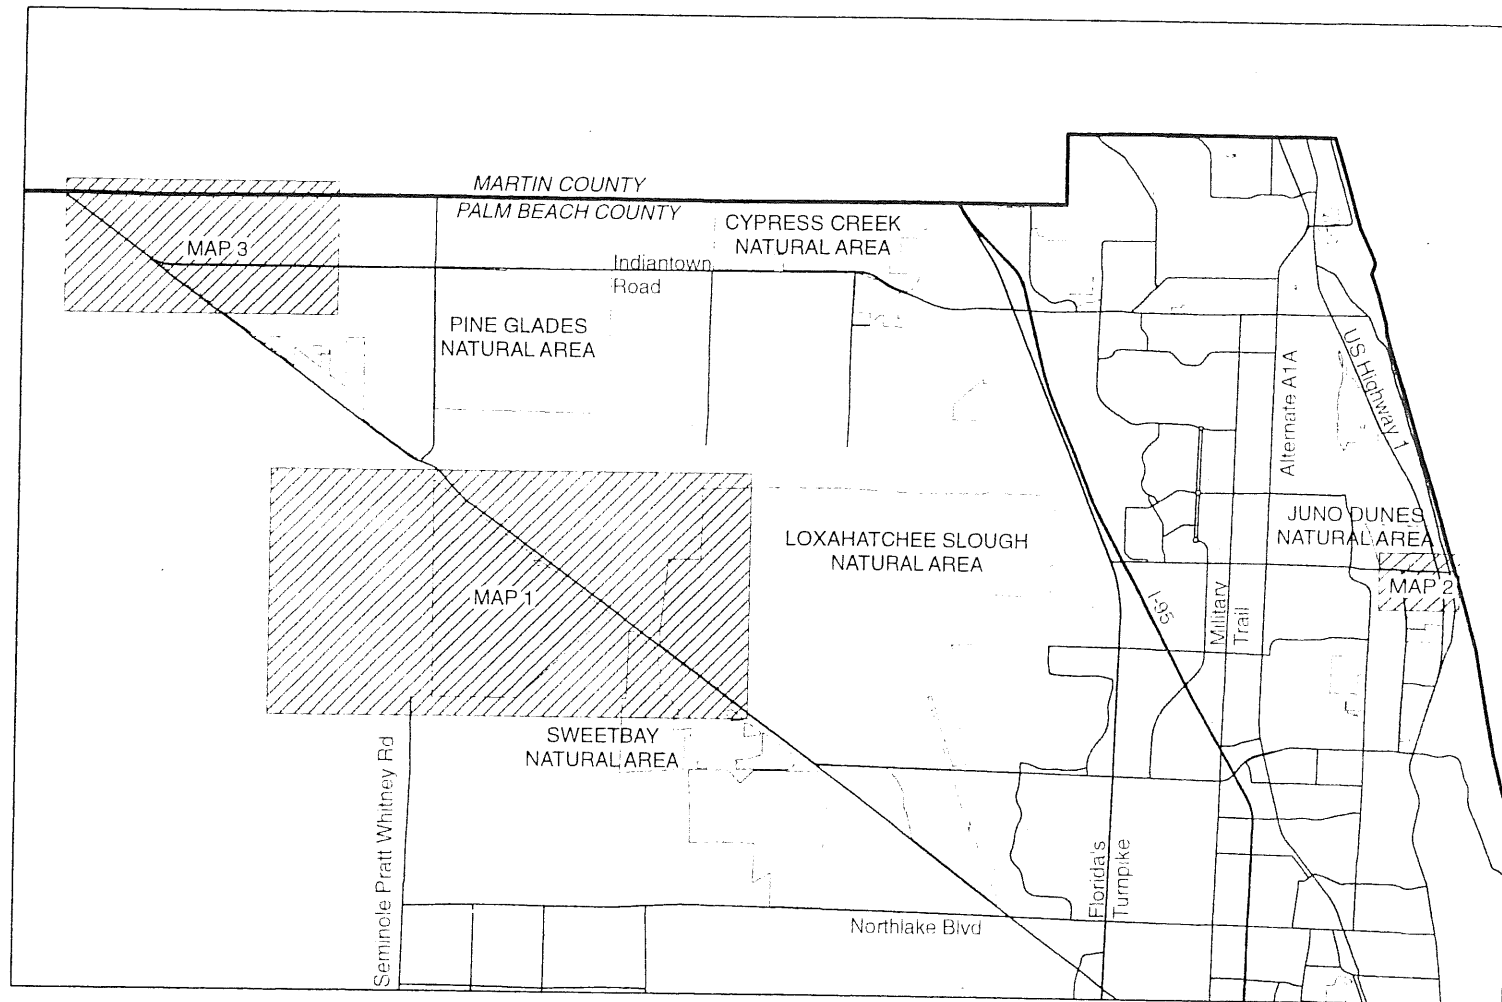 MARTIN COUNTY
PALM BEACH COUNTY
CYPRESS CREEK
NATURAL AREA
MAP 3
Indiantown
Road
PINE GLADES
NATURAL AREA
US Highway 1
Alternate A1A
JUNO DUNES
NATURAL AREA
LOXAHATCHEE SLOUGH
NATURAL AREA
MAP 2
MAP 1
I-95
Military
Trail
SWEETBAY
NATURAL AREA
Seminole Pratt Whitney Rd
Florida's
Turnpike
Northlake Blvd